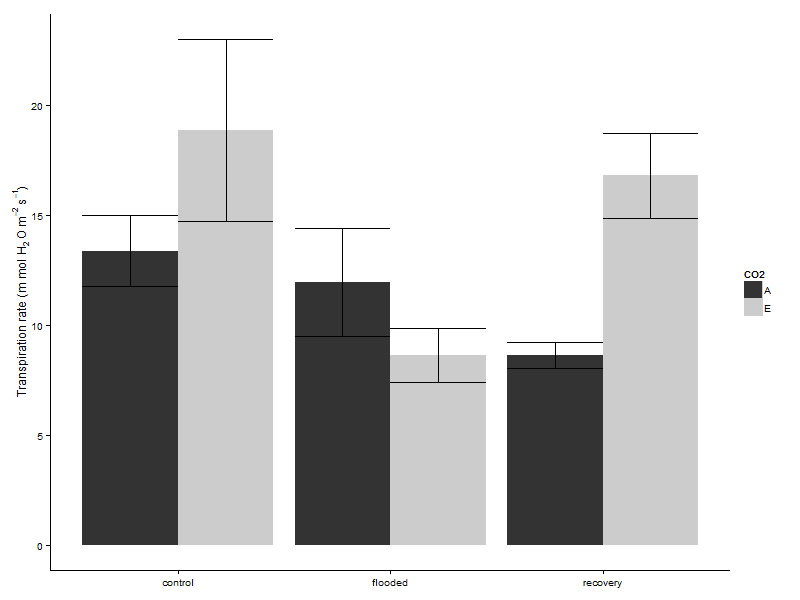 Transpiration rate (m mol H₂O m⁻² s⁻¹)
20
15
10
5
0
control flooded recovery
CO2
A
E